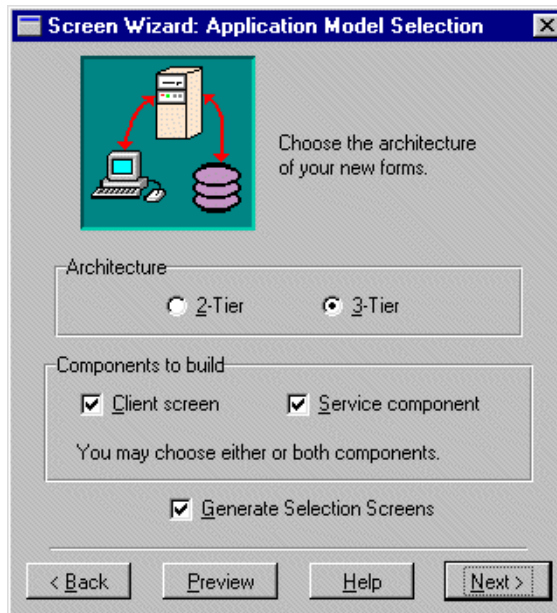 Screen Wizard: Application Model Selection
Choose the architecture
of your new forms.
Architecture
2-Tier 3-Tier
Components to build
Client screen Service component
You may choose either or both components.
Generate Selection Screens
< Back Preview Help Next >